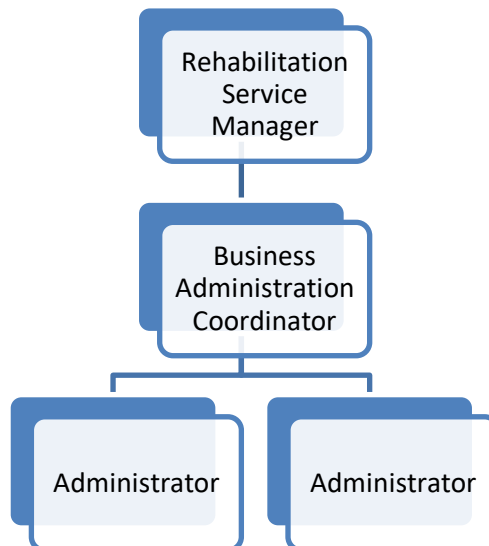 Rehabilitation
Service
Manager
Business
Administration
Coordinator
Administrator
Administrator